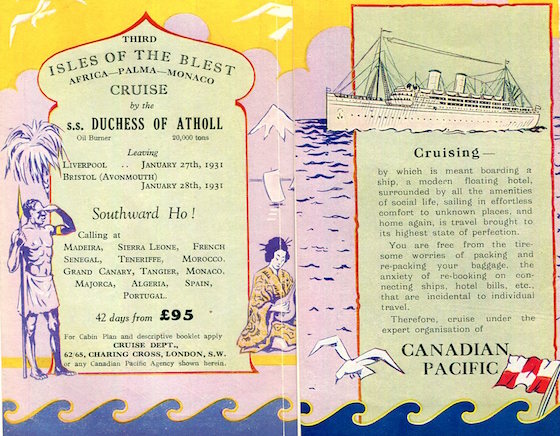 THIRD
ISLES OF THE BLEST
AFRICA—PALMA—MONACO
CRUISE
by the
S.S. DUCHESS OF ATHOLL
Oil Burner 20,000 tons
Leaving
LIVERPOOL .. JANUARY 27th, 1931
BRISTOL (AVONMOUTH)
JANUARY 28th, 1931
Southward Ho!
Calling at
MADEIRA, SIERRA LEONE, FRENCH
SENEGAL, TENERIFFE, MOROCCO.
GRAND CANARY, TANGIER, MONACO.
MAJORCA, ALGERIA, SPAIN,
PORTUGAL.
42 days from £95
For Cabin Plan and descriptive booklet apply
CRUISE DEPT.,
62 65, CHARING CROSS, LONDON, S.W.
or any Canadian Pacific Agency shown herein.
Cruising—
by which is meant boarding a
ship, a modern floating hotel,
surrounded by all the amenities
of social life, sailing in effortless
comfort to unknown places, and
home again, is travel brought to
its highest state of perfection.
You are free from the tire-
some worries of packing and
re-packing your baggage, the
anxiety of re-booking on con-
necting ships, hotel bills, etc.,
that are incidental to individual
travel.
Therefore, cruise under the
expert organisation of
CANADIAN
PACIFIC